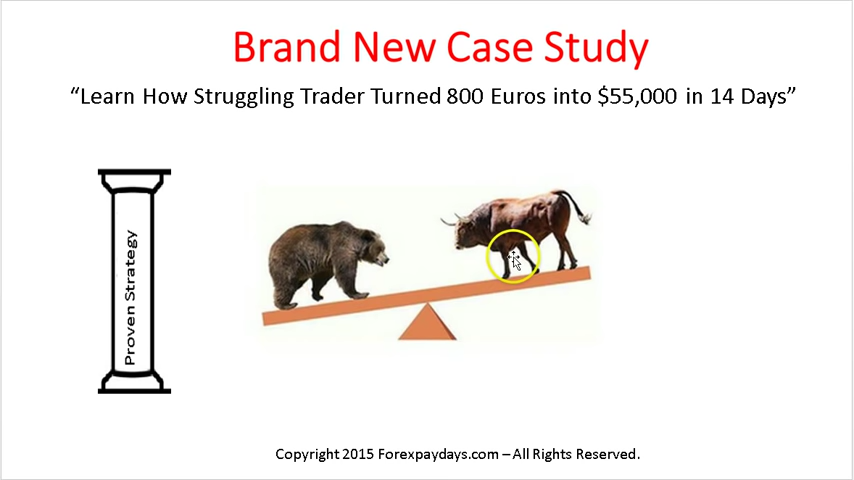 Brand New Case Study
“Learn How Struggling Trader Turned 800 Euros into $55,000 in 14 Days”
Proven Strategy
Copyright 2015 Forexpaydays.com – All Rights Reserved.